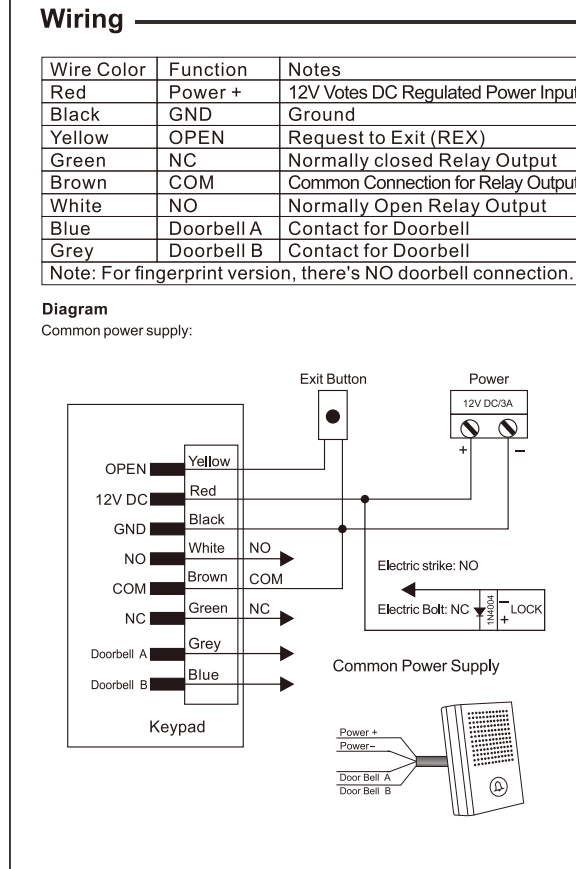 Wiring
Wire Color Function Notes
Red Power + 12V Votes DC Regulated Power Input
Black GND Ground
Yellow OPEN Request to Exit (REX)
Green NC Normally closed Relay Output
Brown COM Common Connection for Relay Output
White NO Normally Open Relay Output
Blue Doorbell A Contact for Doorbell
Grey Doorbell B Contact for Doorbell
Note: For fingerprint version, there's NO doorbell connection.
Diagram
Common power supply:
Exit Button Power
12V DC/3A
+ −
OPEN Yellow
12V DC Red
GND Black
NO White NO
COM Brown COM
NC Green NC
Doorbell A Grey
Doorbell B Blue
Keypad
Electric strike: NO
Electric Bolt: NC 1N4004 − + LOCK
Common Power Supply
Power +
Power−
Door Bell A
Door Bell B